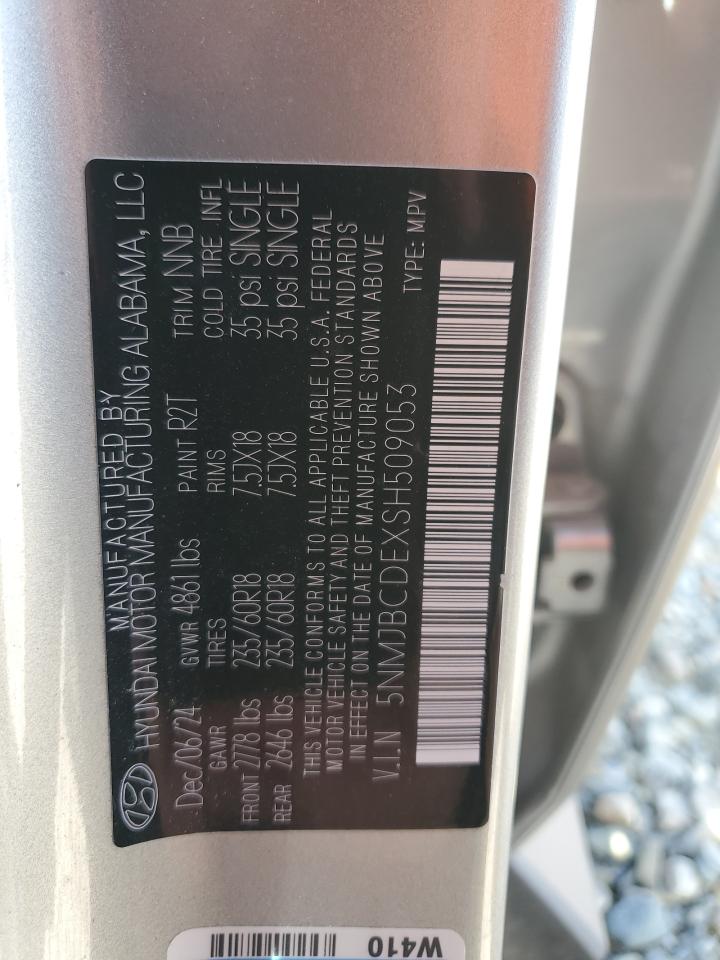 MANUFACTURED BY
HYUNDAI MOTOR MANUFACTURING ALABAMA, LLC
Dec/06/24 GVWR 4861 lbs PAINT R2T TRIM NNB
GAWR TIRES RIMS COLD TIRE INFL
FRONT 2778 lbs 235/60R18 7.5JX18 35 psi SINGLE
REAR 2646 lbs 235/60R18 7.5JX18 35 psi SINGLE
THIS VEHICLE CONFORMS TO ALL APPLICABLE U.S.A. FEDERAL
MOTOR VEHICLE SAFETY AND THEFT PREVENTION STANDARDS
IN EFFECT ON THE DATE OF MANUFACTURE SHOWN ABOVE
V.I.N 5NMJBCDEXSH509053
TYPE: MPV
W410